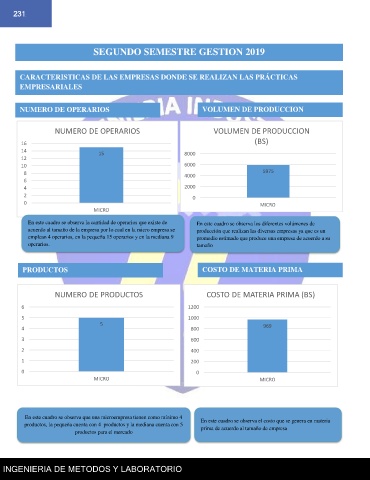 231
SEGUNDO SEMESTRE GESTION 2019
CARACTERISTICAS DE LAS EMPRESAS DONDE SE REALIZAN LAS PRÁCTICAS
EMPRESARIALES
NUMERO DE OPERARIOS
VOLUMEN DE PRODUCCION
NUMERO DE OPERARIOS
16
14
12
10
8
6
4
2
0
15
MICRO
VOLUMEN DE PRODUCCION
(BS)
8000
6000
4000
2000
0
MICRO
En este cuadro se observa la cantidad de operarios que existe de
acuerdo al tamaño de la empresa por lo cual en la micro empresa se
emplean 4 operarios, en la pequeña 15 operarios y en la mediana 9
operarios.
En este cuadro se observa los diferentes volúmenes de
producción que realizan las diversas empresas ya que es un
promedio estimado que produce una empresa de acuerdo a su
tamaño
PRODUCTOS
COSTO DE MATERIA PRIMA
NUMERO DE PRODUCTOS
6
5
4
3
2
1
0
5
MICRO
COSTO DE MATERIA PRIMA (BS)
1200
1000
800
600
400
200
0
MICRO
En este cuadro se observa que una microempresa tienen como mínimo 4
productos, la pequeña cuenta con 4 productos y la mediana cuenta con 5
productos para el mercado
En este cuadro se observa el costo que se genera en materia
prima de acuerdo al tamaño de empresa
INGENIERIA DE METODOS Y LABORATORIO